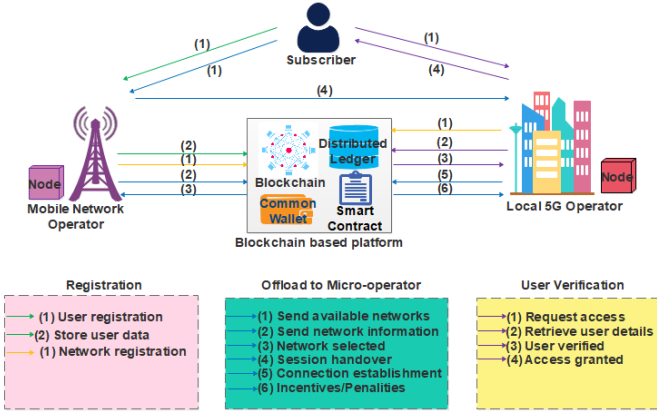 Subscriber
(1)
(1)
(1)
(4)
(4)
(2)
(1)
(2)
(3)
(1)
(2)
(3)
(5)
(6)
Node
Mobile Network
Operator
Blockchain
Distributed
Ledger
Common
Wallet
Smart
Contract
Blockchain based platform
Node
Local 5G Operator
Registration
(1) User registration
(2) Store user data
(1) Network registration
Offload to Micro-operator
(1) Send available networks
(2) Send network information
(3) Network selected
(4) Session handover
(5) Connection establishment
(6) Incentives/Penalities
User Verification
(1) Request access
(2) Retrieve user details
(3) User verified
(4) Access granted